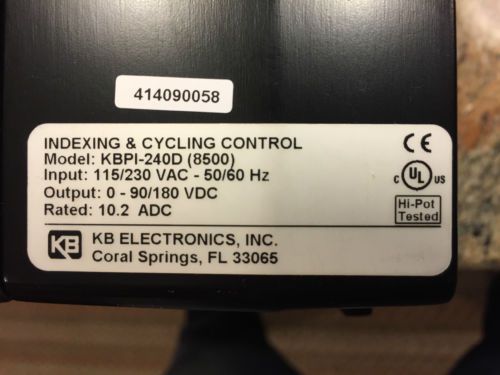 414090058
INDEXING & CYCLING CONTROL
Model: KBPI-240D (8500)
Input: 115/230 VAC - 50/60 Hz
Output: 0 - 90/180 VDC
Rated: 10.2 ADC
KB KB ELECTRONICS, INC.
Coral Springs, FL 33065
CE
C UL US
Hi-Pot
Tested